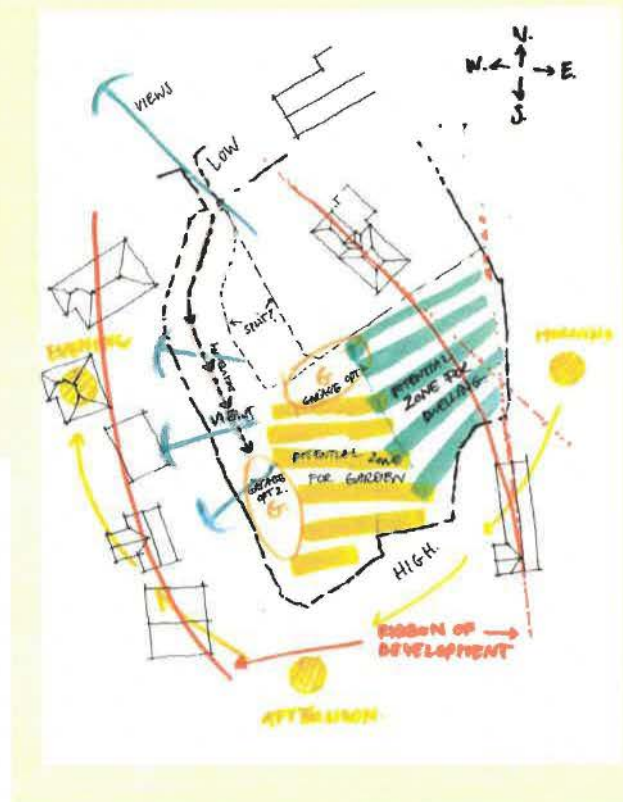 N.
W.
E.
S.
VIEWS
LOW
SPLIT?
EVENING
MORNING
G.
GARAGE OPT
POTENTIAL
ZONE FOR
DWELLING
VIEW
POTENTIAL ZONE
FOR GARDEN
GARAGE
OPT 2.
G.
HIGH.
RIBBON OF
DEVELOPMENT
AFTERNOON